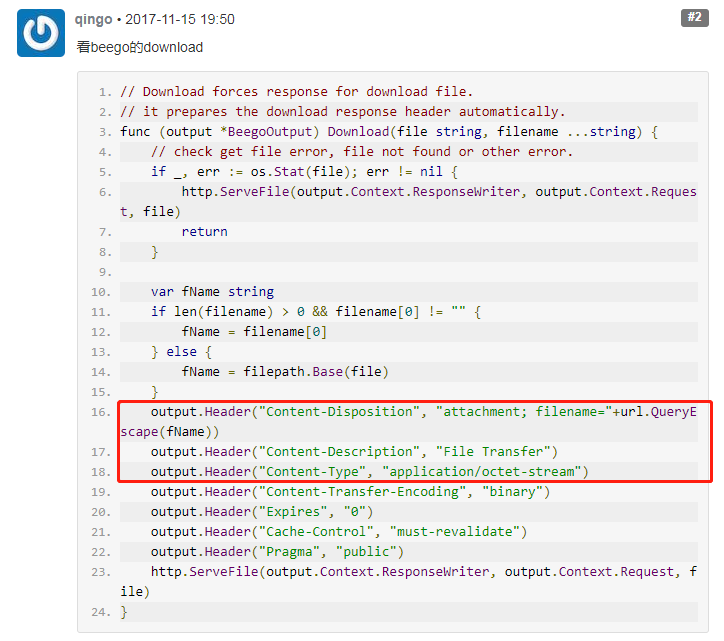 qingo • 2017-11-15 19:50
#2
看beego的download
1. // Download forces response for download file.
2. // it prepares the download response header automatically.
3. func (output *BeegoOutput) Download(file string, filename ...string) {
4.     // check get file error, file not found or other error.
5.     if _, err := os.Stat(file); err != nil {
6.         http.ServeFile(output.Context.ResponseWriter, output.Context.Reques
t, file)
7.         return
8.     }
9.
10.     var fName string
11.     if len(filename) > 0 && filename[0] != "" {
12.         fName = filename[0]
13.     } else {
14.         fName = filepath.Base(file)
15.     }
16.     output.Header("Content-Disposition", "attachment; filename="+url.QueryE
scape(fName))
17.     output.Header("Content-Description", "File Transfer")
18.     output.Header("Content-Type", "application/octet-stream")
19.     output.Header("Content-Transfer-Encoding", "binary")
20.     output.Header("Expires", "0")
21.     output.Header("Cache-Control", "must-revalidate")
22.     output.Header("Pragma", "public")
23.     http.ServeFile(output.Context.ResponseWriter, output.Context.Request, f
ile)
24. }